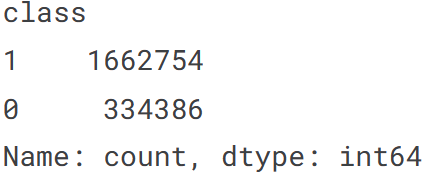 class
1    1662754
0     334386
Name: count, dtype: int64